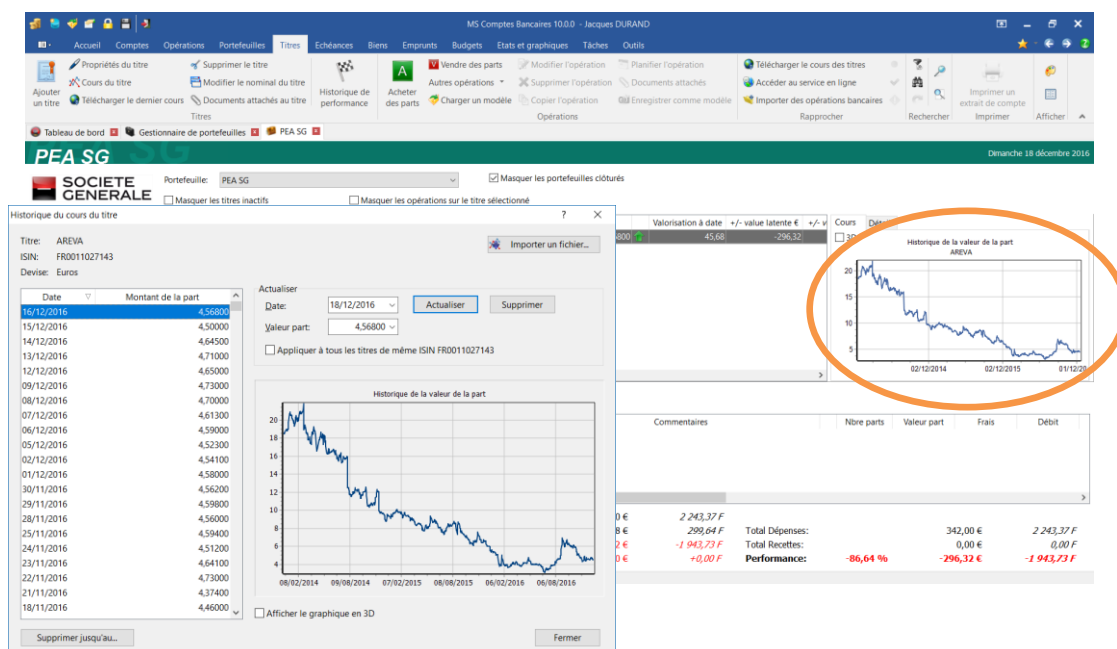 MS Comptes Bancaires 10.0.0 - Jacques DURAND
Accueil Comptes Opérations Portefeuilles Titres Echéances Biens Emprunts Budgets Etats et graphiques Tâches Outils
Ajouter un titre
Propriétés du titre
Cours du titre
Télécharger le dernier cours
Supprimer le titre
Modifier le nominal du titre
Documents attachés au titre
Historique de performance
Titres
Acheter des parts
Vendre des parts
Autres opérations
Charger un modèle
Modifier l'opération
Supprimer l'opération
Copier l'opération
Planifier l'opération
Documents attachés
Enregistrer comme modèle
Opérations
Télécharger le cours des titres
Accéder au service en ligne
Importer des opérations bancaires
Rapprocher
Rechercher
Imprimer un extrait de compte
Imprimer
Afficher
Tableau de bord Gestionnaire de portefeuilles PEA SG
PEA SG
Dimanche 18 décembre 2016
SOCIETE
GENERALE
Portefeuille: PEA SG
Masquer les portefeuilles clôturés
Masquer les titres inactifs
Masquer les opérations sur le titre sélectionné
Historique du cours du titre
Titre: AREVA
ISIN: FR0011027143
Devise: Euros
Importer un fichier...
Date Montant de la part
16/12/2016 4,56800
15/12/2016 4,50000
14/12/2016 4,64500
13/12/2016 4,71000
12/12/2016 4,65000
09/12/2016 4,73000
08/12/2016 4,70000
07/12/2016 4,61300
06/12/2016 4,59000
05/12/2016 4,52300
02/12/2016 4,54100
01/12/2016 4,58000
30/11/2016 4,56200
29/11/2016 4,59800
28/11/2016 4,56000
25/11/2016 4,59400
24/11/2016 4,51200
23/11/2016 4,64100
22/11/2016 4,73000
21/11/2016 4,37400
18/11/2016 4,46000
Supprimer jusqu'au...
Actualiser
Date: 18/12/2016 Actualiser Supprimer
Valeur part: 4,56800
Appliquer à tous les titres de même ISIN FR0011027143
Historique de la valeur de la part
20
18
16
14
12
10
8
6
4
08/02/2014 09/08/2014 07/02/2015 08/08/2015 06/02/2016 06/08/2016
Afficher le graphique en 3D
Fermer
Valorisation à date +/- value latente € +/- v
5800 45,68 -296,32
Cours Détail
3D
Historique de la valeur de la part
AREVA
20
15
10
5
02/12/2014 02/12/2015 01/12/20
Commentaires Nbre parts Valeur part Frais Débit
0 € 2 243,37 F
8 € 299,64 F Total Dépenses: 342,00 € 2 243,37 F
2 € -1 943,73 F Total Recettes: 0,00 € 0,00 F
0 € +0,00 F Performance: -86,64 % -296,32 € -1 943,73 F